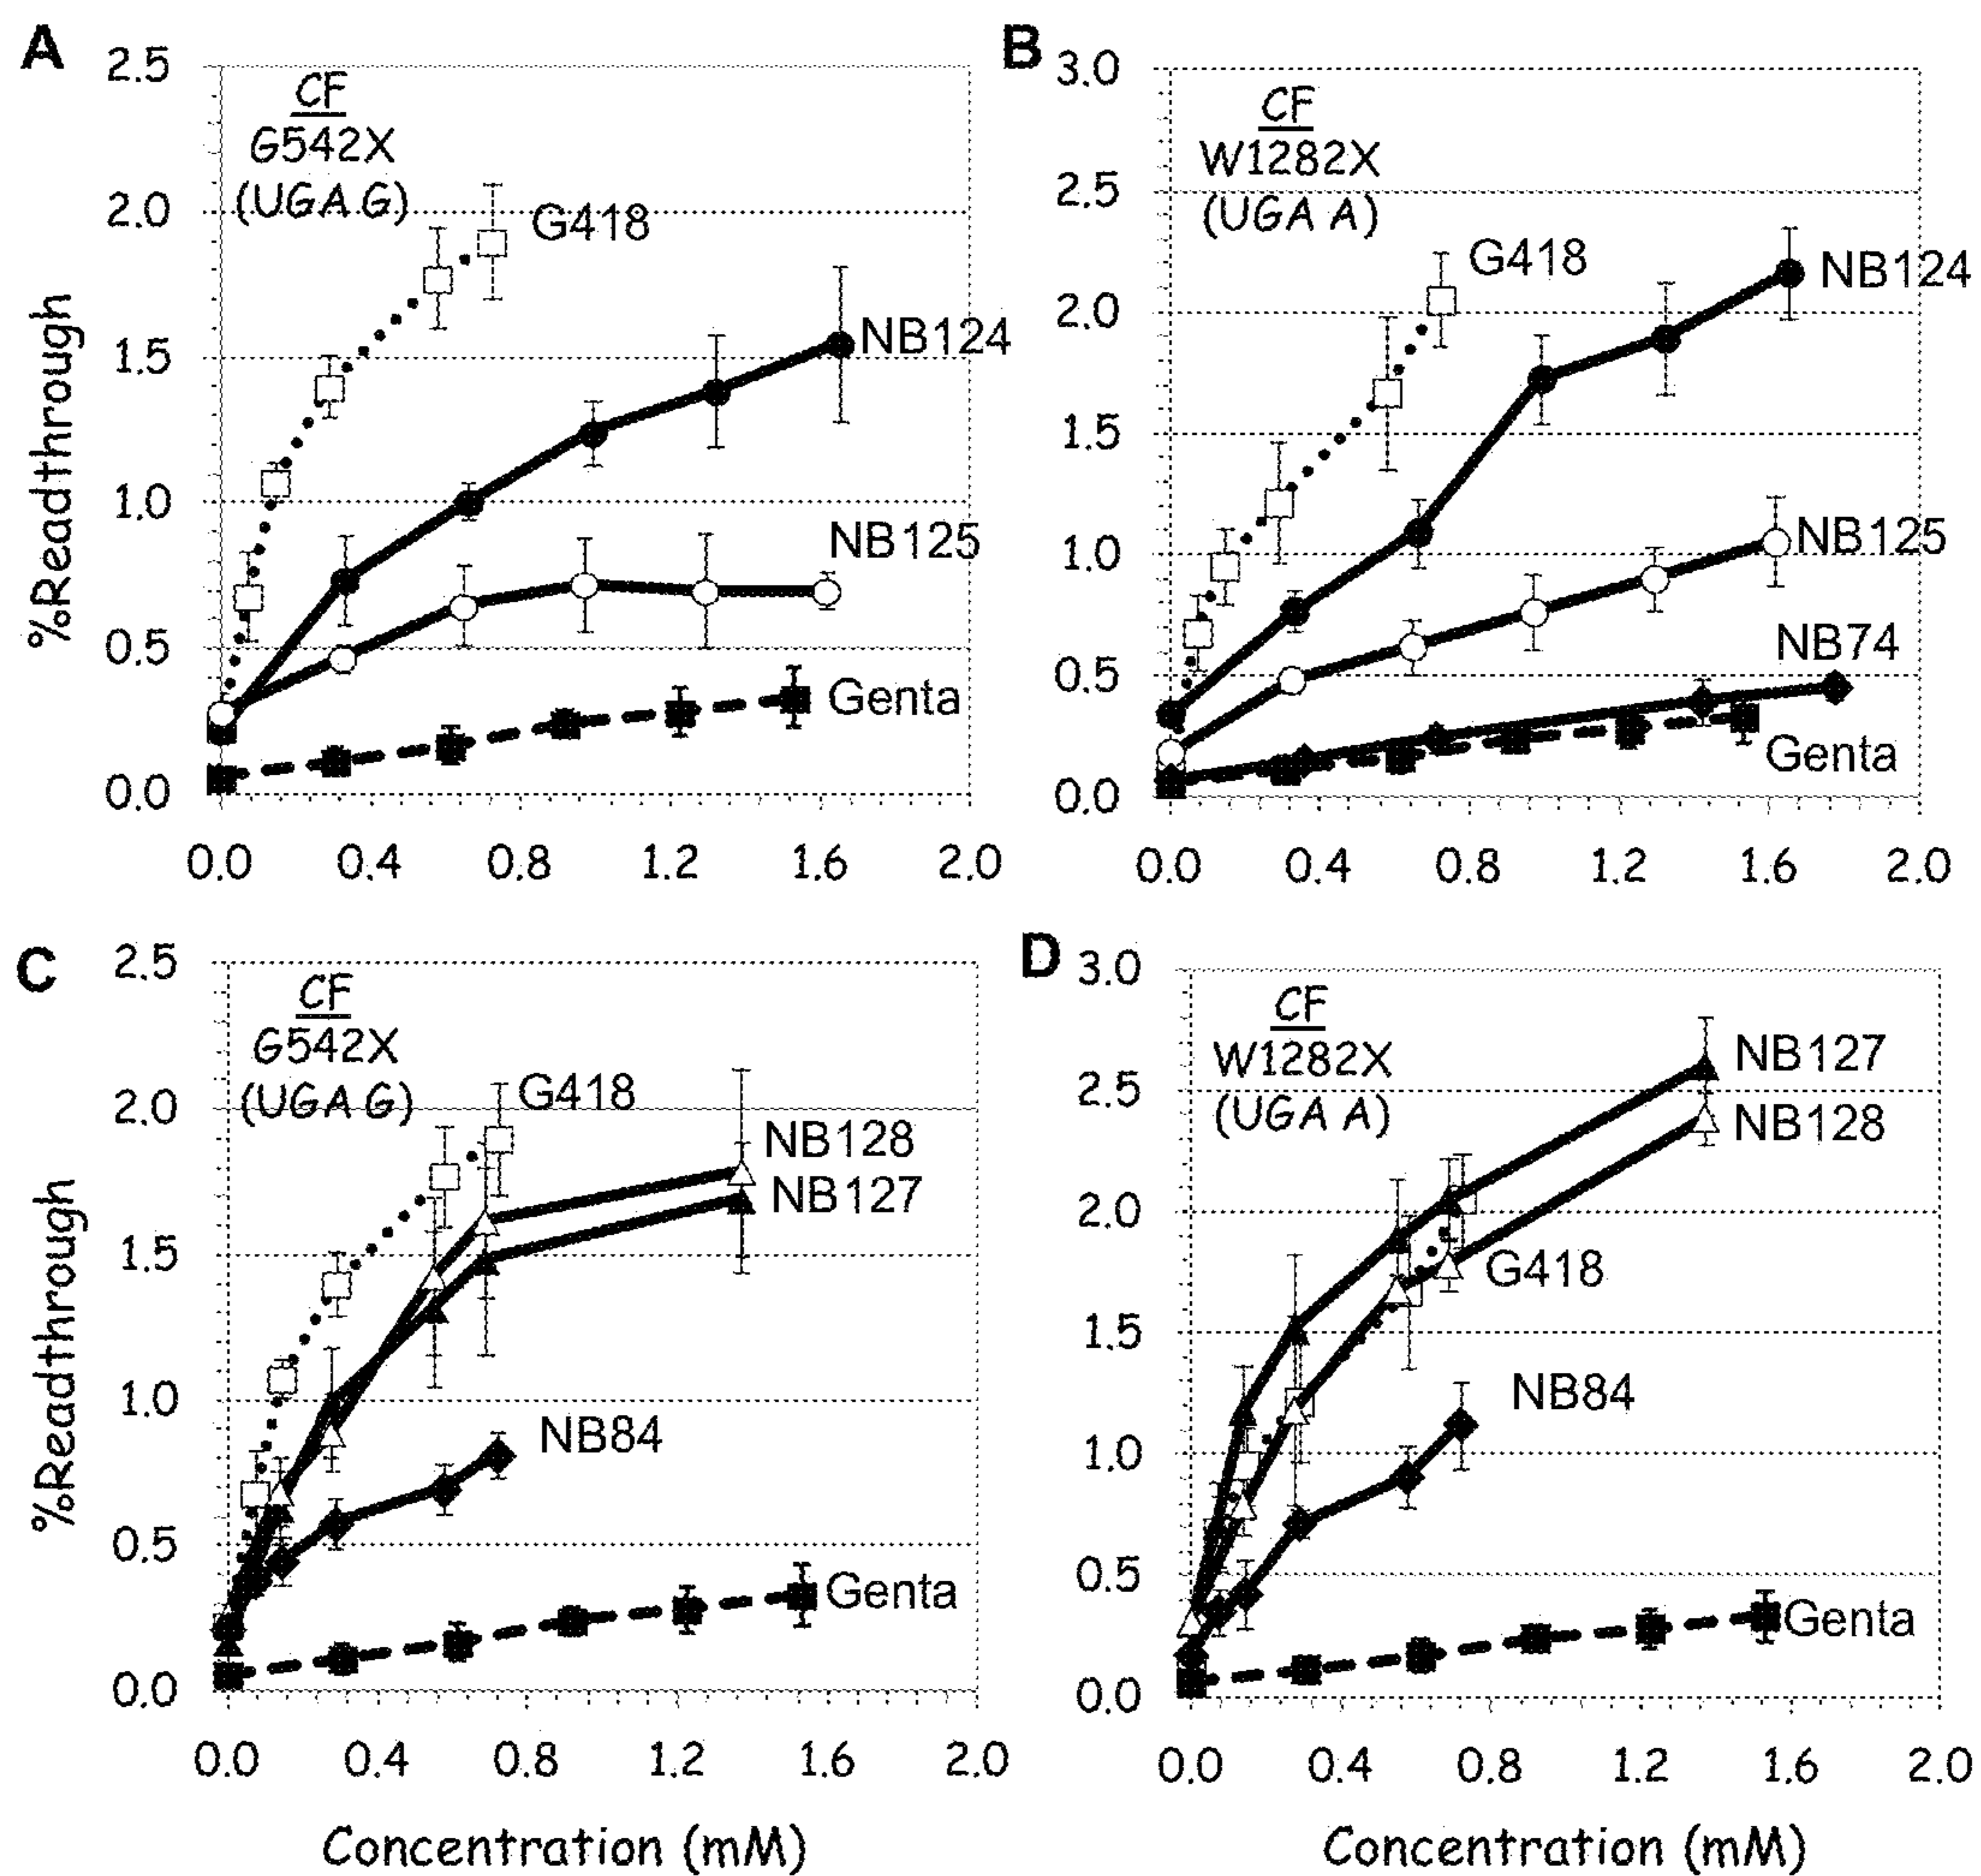 A
2.5
2.0
1.5
1.0
0.5
0.0
%Readthrough
CF
G542X
(UGA G)
G418
NB124
NB125
Genta
0.0 0.4 0.8 1.2 1.6 2.0
B
3.0
2.5
2.0
1.5
1.0
0.5
0.0
CF
W1282X
(UGA A)
G418
NB124
NB125
NB74
Genta
0.0 0.4 0.8 1.2 1.6 2.0
C
2.5
2.0
1.5
1.0
0.5
0.0
%Readthrough
CF
G542X
(UGA G)
G418
NB128
NB127
NB84
Genta
0.0 0.4 0.8 1.2 1.6 2.0
Concentration (mM)
D
3.0
2.5
2.0
1.5
1.0
0.5
0.0
CF
W1282X
(UGA A)
NB127
NB128
G418
NB84
Genta
0.0 0.4 0.8 1.2 1.6 2.0
Concentration (mM)